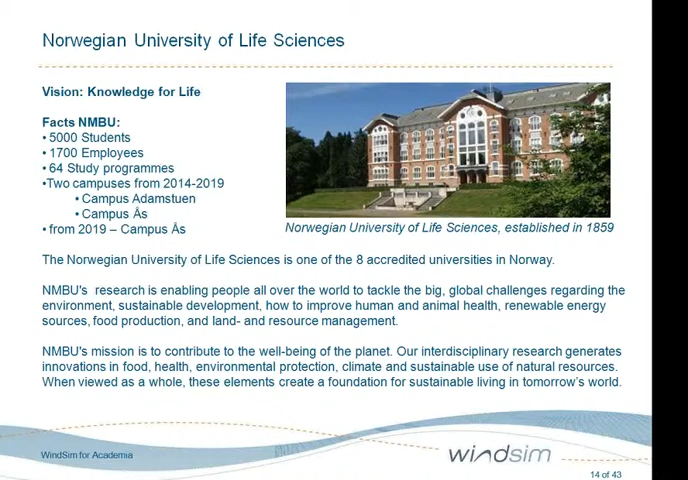 Norwegian University of Life Sciences
Vision: Knowledge for Life
Facts NMBU:
• 5000 Students
• 1700 Employees
• 64 Study programmes
•Two campuses from 2014-2019
• Campus Adamstuen
• Campus Ås
• from 2019 – Campus Ås
Norwegian University of Life Sciences, established in 1859
The Norwegian University of Life Sciences is one of the 8 accredited universities in Norway.
NMBU's research is enabling people all over the world to tackle the big, global challenges regarding the
environment, sustainable development, how to improve human and animal health, renewable energy
sources, food production, and land- and resource management.
NMBU's mission is to contribute to the well-being of the planet. Our interdisciplinary research generates
innovations in food, health, environmental protection, climate and sustainable use of natural resources.
When viewed as a whole, these elements create a foundation for sustainable living in tomorrow's world.
WindSim for Academia
windsim
14 of 43